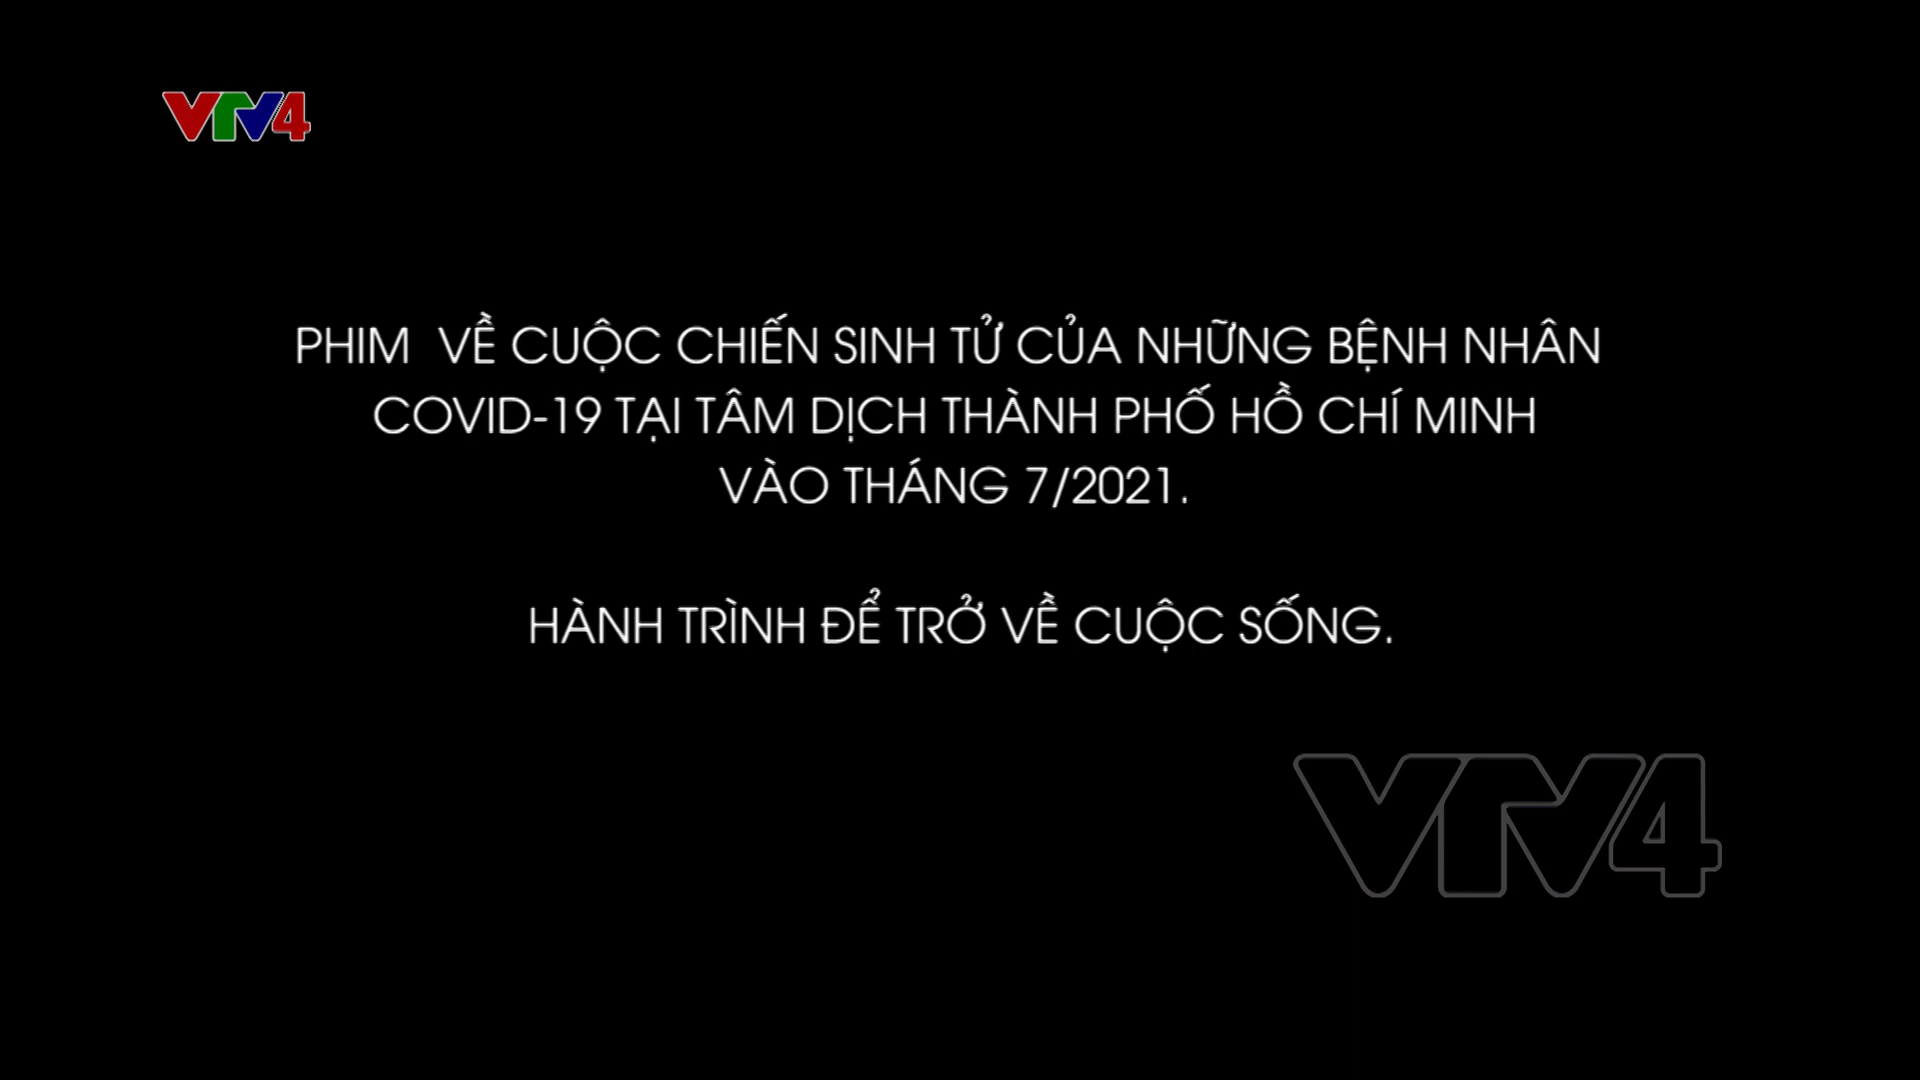 VTV4
PHIM VỀ CUỘC CHIẾN SINH TỬ CỦA NHỮNG BỆNH NHÂN
COVID-19 TẠI TÂM DỊCH THÀNH PHỐ HỒ CHÍ MINH
VÀO THÁNG 7/2021.
HÀNH TRÌNH ĐỂ TRỞ VỀ CUỘC SỐNG.
VTV4